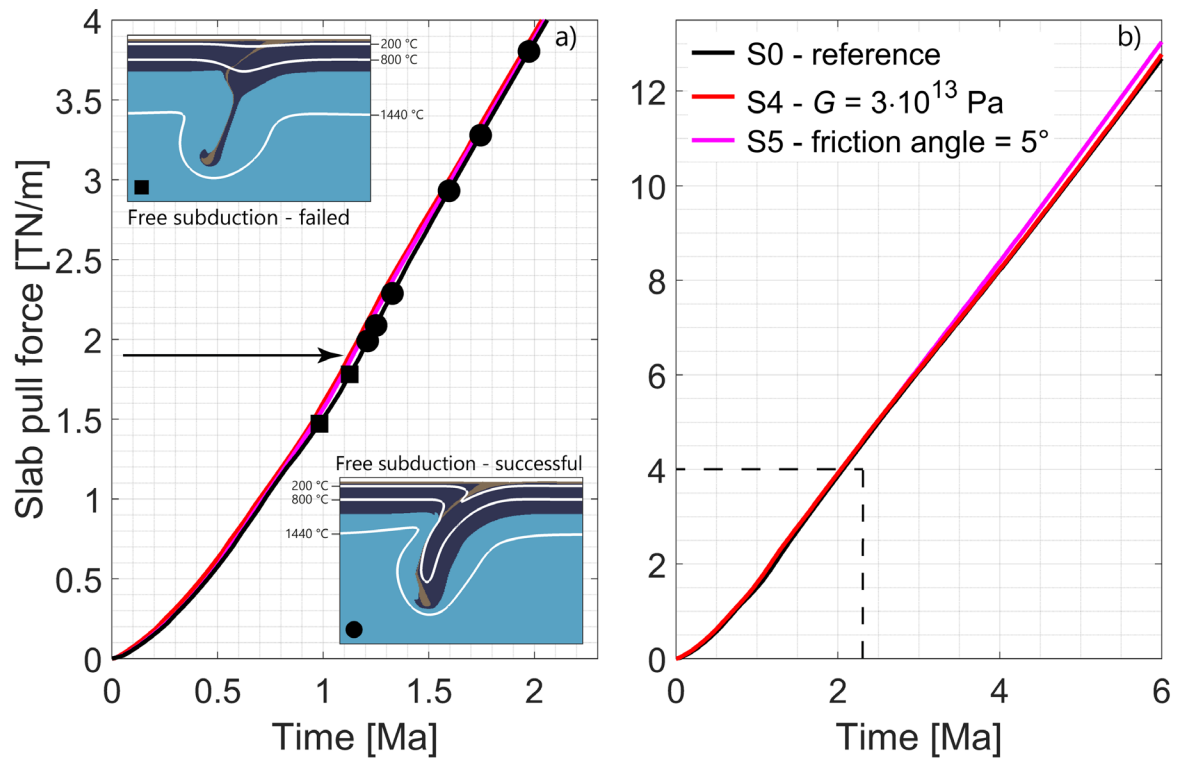 a)
4
3.5
3
2.5
2
1.5
1
0.5
0
Slab pull force [TN/m]
200 °C
800 °C
1440 °C
Free subduction - failed
Free subduction - successful
200 °C
800 °C
1440 °C
0 0.5 1 1.5 2
Time [Ma]
b)
S0 - reference
S4 - G = 3·10¹³ Pa
S5 - friction angle = 5°
12
10
8
6
4
2
0
0 2 4 6
Time [Ma]